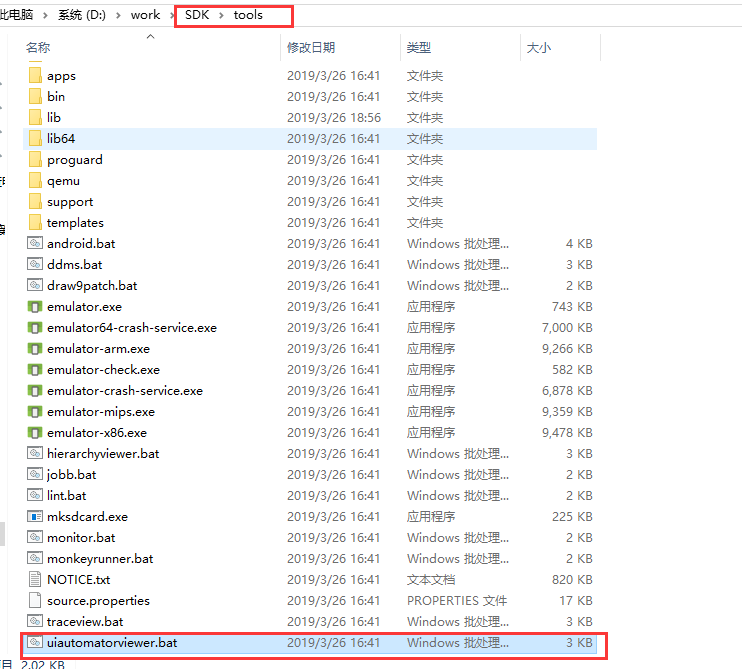 此电脑 > 系统 (D:) > work > SDK > tools
名称 修改日期 类型 大小
apps 2019/3/26 16:41 文件夹
bin 2019/3/26 16:41 文件夹
lib 2019/3/26 18:56 文件夹
lib64 2019/3/26 16:41 文件夹
proguard 2019/3/26 16:41 文件夹
qemu 2019/3/26 16:41 文件夹
support 2019/3/26 16:41 文件夹
templates 2019/3/26 16:41 文件夹
android.bat 2019/3/26 16:41 Windows 批处理... 4 KB
ddms.bat 2019/3/26 16:41 Windows 批处理... 3 KB
draw9patch.bat 2019/3/26 16:41 Windows 批处理... 2 KB
emulator.exe 2019/3/26 16:41 应用程序 743 KB
emulator64-crash-service.exe 2019/3/26 16:41 应用程序 7,000 KB
emulator-arm.exe 2019/3/26 16:41 应用程序 9,266 KB
emulator-check.exe 2019/3/26 16:41 应用程序 582 KB
emulator-crash-service.exe 2019/3/26 16:41 应用程序 6,878 KB
emulator-mips.exe 2019/3/26 16:41 应用程序 9,359 KB
emulator-x86.exe 2019/3/26 16:41 应用程序 9,478 KB
hierarchyviewer.bat 2019/3/26 16:41 Windows 批处理... 3 KB
jobb.bat 2019/3/26 16:41 Windows 批处理... 2 KB
lint.bat 2019/3/26 16:41 Windows 批处理... 2 KB
mksdcard.exe 2019/3/26 16:41 应用程序 225 KB
monitor.bat 2019/3/26 16:41 Windows 批处理... 2 KB
monkeyrunner.bat 2019/3/26 16:41 Windows 批处理... 2 KB
NOTICE.txt 2019/3/26 16:41 文本文档 820 KB
source.properties 2019/3/26 16:41 PROPERTIES 文件 17 KB
traceview.bat 2019/3/26 16:41 Windows 批处理... 3 KB
uiautomatorviewer.bat 2019/3/26 16:41 Windows 批处理... 3 KB
2.02 KB